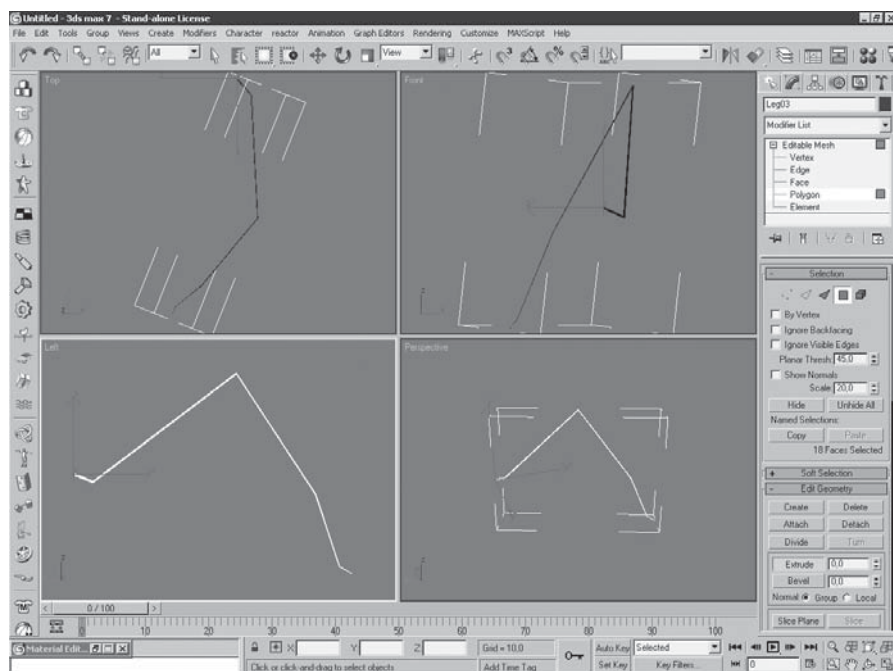 Untitled - 3ds max 7 - Stand-alone License
File Edit Tools Group Views Create Modifiers Character reactor Animation Graph Editors Rendering Customize MAXScript Help
All
View
Top
Front
Leg03
Modifier List
Editable Mesh
Vertex
Edge
Face
Polygon
Element
Selection
By Vertex
Ignore Backfacing
Ignore Visible Edges
Planar Thresh: 45,0
Show Normals
Scale: 20,0
Hide Unhide All
Named Selections:
Copy Paste
18 Faces Selected
Soft Selection
Edit Geometry
Create Delete
Attach Detach
Divide Turn
Extrude 0,0
Bevel 0,0
Normal: Group Local
Slice Plane Slice
Left
Perspective
0 / 100
0 10 20 30 40 50 60 70 80 90 100
Material Edit...
X: Y: Z: Grid = 10,0
Auto Key Selected
Click or click-and-drag to select objects Add Time Tag
Set Key Key Filters... 0